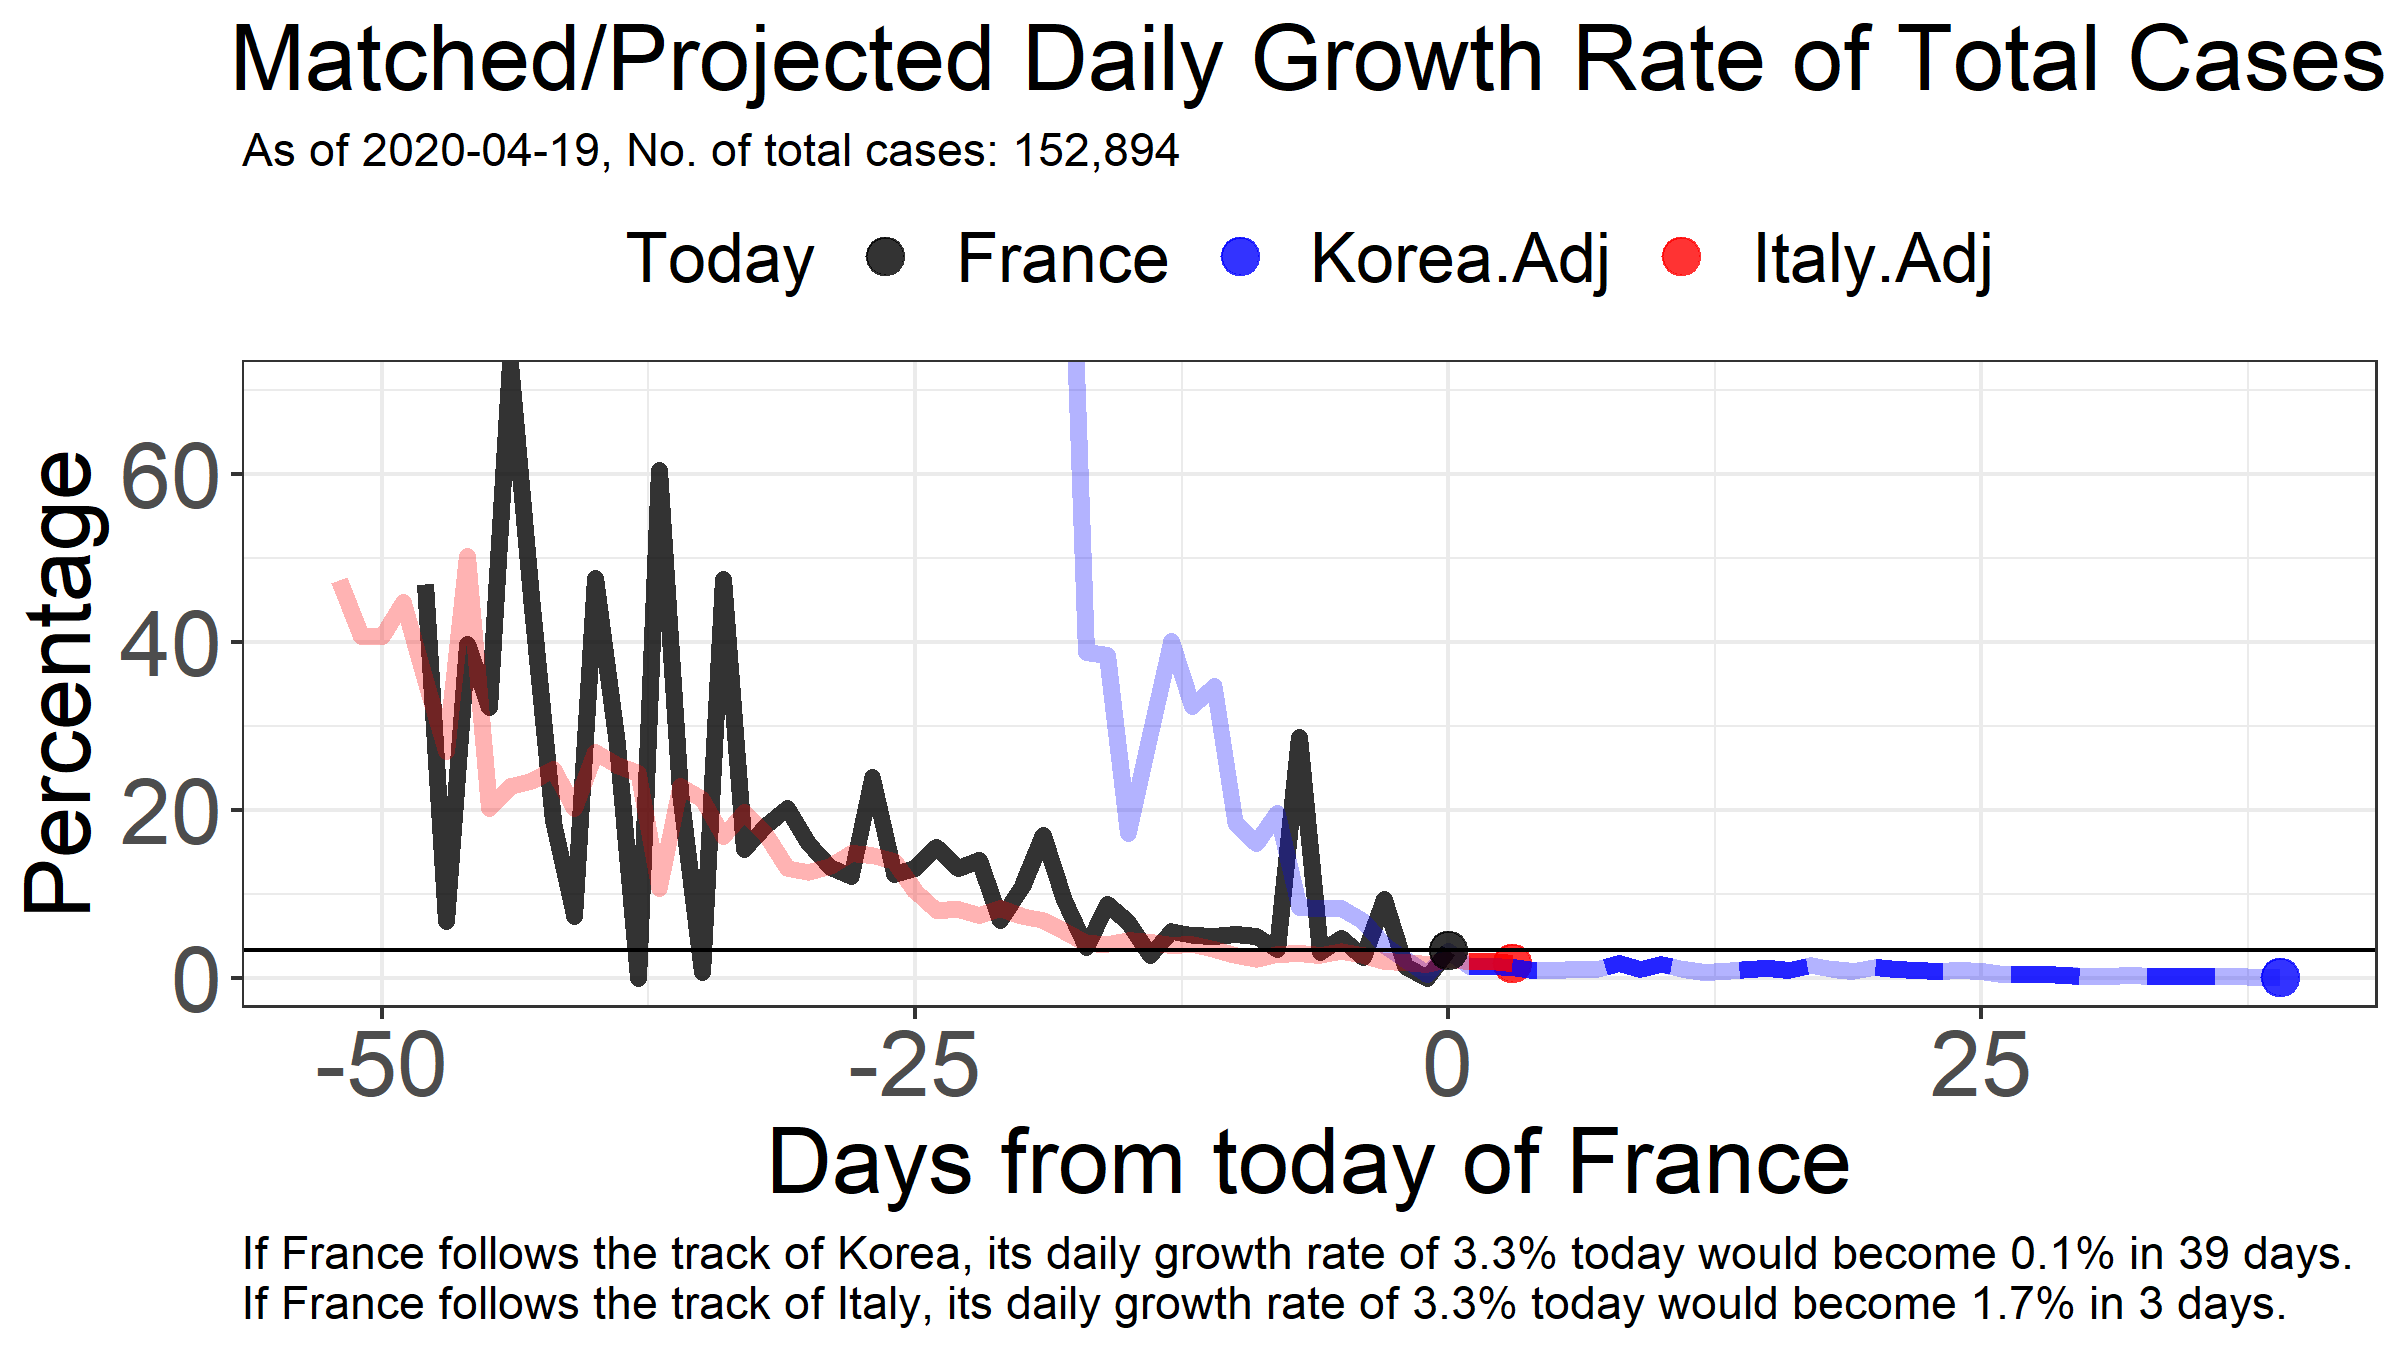 Matched/Projected Daily Growth Rate of Total Cases
As of 2020-04-19, No. of total cases: 152,894
Today France Korea.Adj Italy.Adj
Percentage
60
40
20
0
-50 -25 0 25
Days from today of France
If France follows the track of Korea, its daily growth rate of 3.3% today would become 0.1% in 39 days.
If France follows the track of Italy, its daily growth rate of 3.3% today would become 1.7% in 3 days.